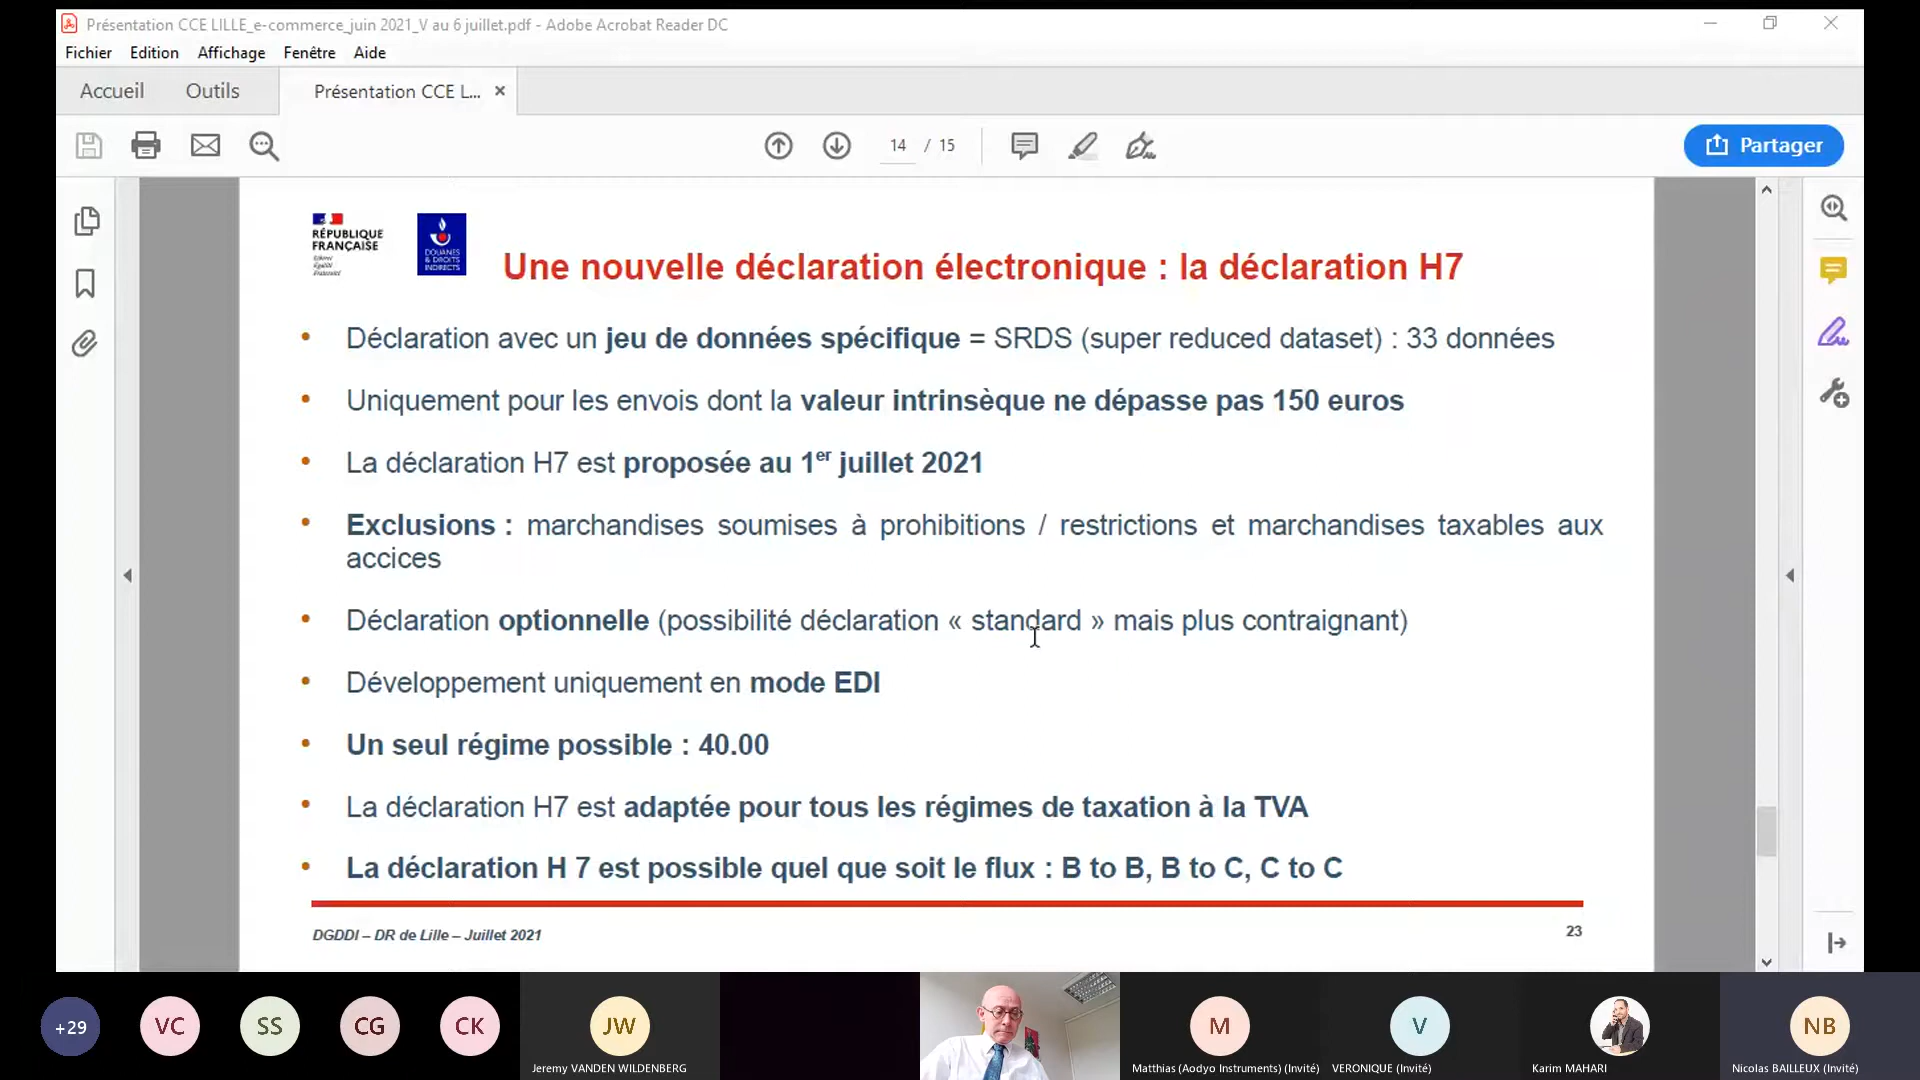 Présentation CCE LILLE_e-commerce_juin 2021_V au 6 juillet.pdf - Adobe Acrobat Reader DC
Fichier Edition Affichage Fenêtre Aide
Accueil Outils Présentation CCE L... ×
14 / 15
Partager
RÉPUBLIQUE
FRANÇAISE
Liberté
Égalité
Fraternité
DOUANES
& DROITS
INDIRECTS
Une nouvelle déclaration électronique : la déclaration H7
• Déclaration avec un jeu de données spécifique = SRDS (super reduced dataset) : 33 données
• Uniquement pour les envois dont la valeur intrinsèque ne dépasse pas 150 euros
• La déclaration H7 est proposée au 1er juillet 2021
• Exclusions : marchandises soumises à prohibitions / restrictions et marchandises taxables aux
accices
• Déclaration optionnelle (possibilité déclaration « standard » mais plus contraignant)
• Développement uniquement en mode EDI
• Un seul régime possible : 40.00
• La déclaration H7 est adaptée pour tous les régimes de taxation à la TVA
• La déclaration H 7 est possible quel que soit le flux : B to B, B to C, C to C
DGDDI – DR de Lille – Juillet 2021
23
+29 VC SS CG CK JW M V NB
Jeremy VANDEN WILDENBERG Matthias (Aodyo Instruments) (Invité) VERONIQUE (Invité) Karim MAHARI Nicolas BAILLEUX (Invité)